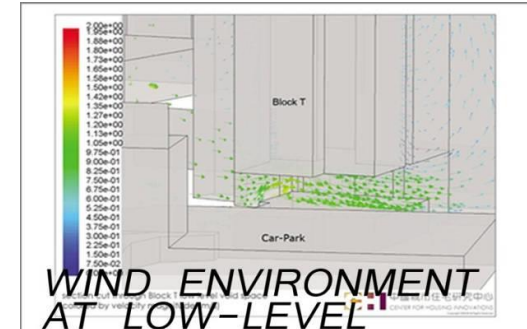 2.00e+00
1.95e+00
1.88e+00
1.80e+00
1.73e+00
1.65e+00
1.58e+00
1.50e+00
1.42e+00
1.35e+00
1.27e+00
1.20e+00
1.13e+00
1.05e+00
9.75e-01
9.00e-01
8.25e-01
7.50e-01
6.75e-01
6.00e-01
5.25e-01
4.50e-01
3.75e-01
3.00e-01
2.25e-01
1.50e-01
7.50e-02
Block T
Car-Park
WIND ENVIRONMENT
AT LOW-LEVEL